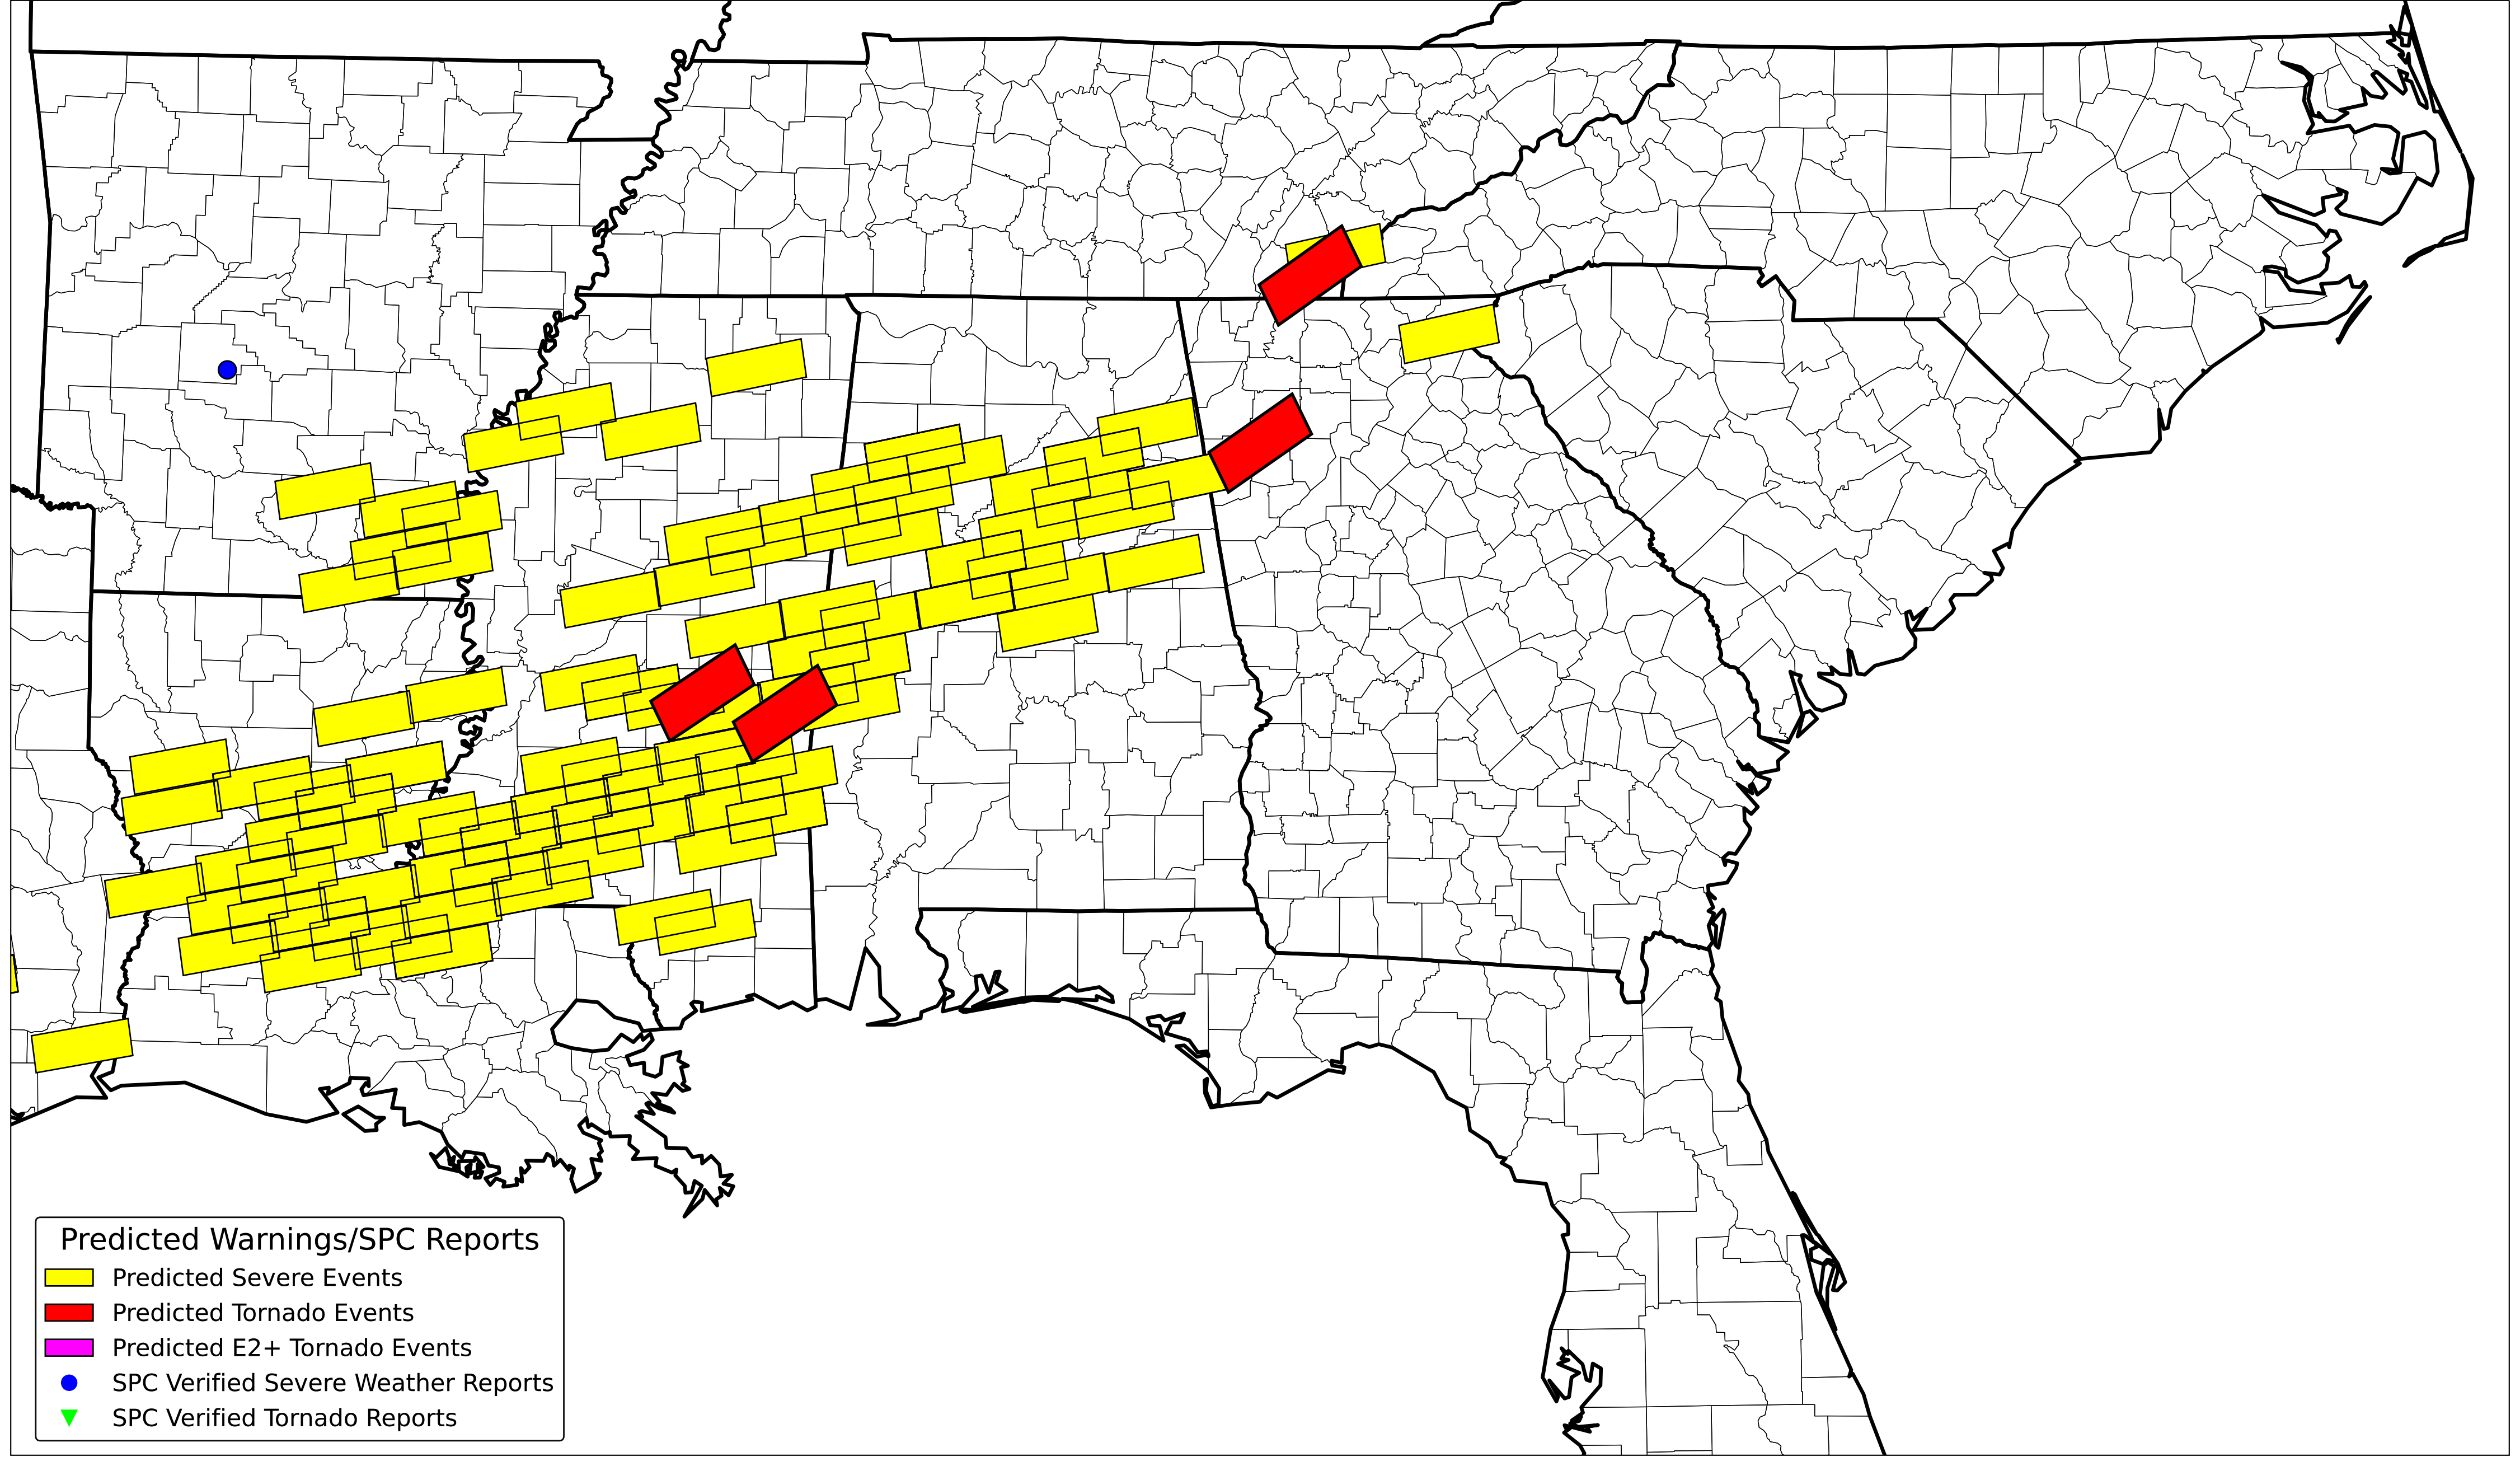 Predicted Warnings/SPC Reports
Predicted Severe Events
Predicted Tornado Events
Predicted E2+ Tornado Events
SPC Verified Severe Weather Reports
SPC Verified Tornado Reports